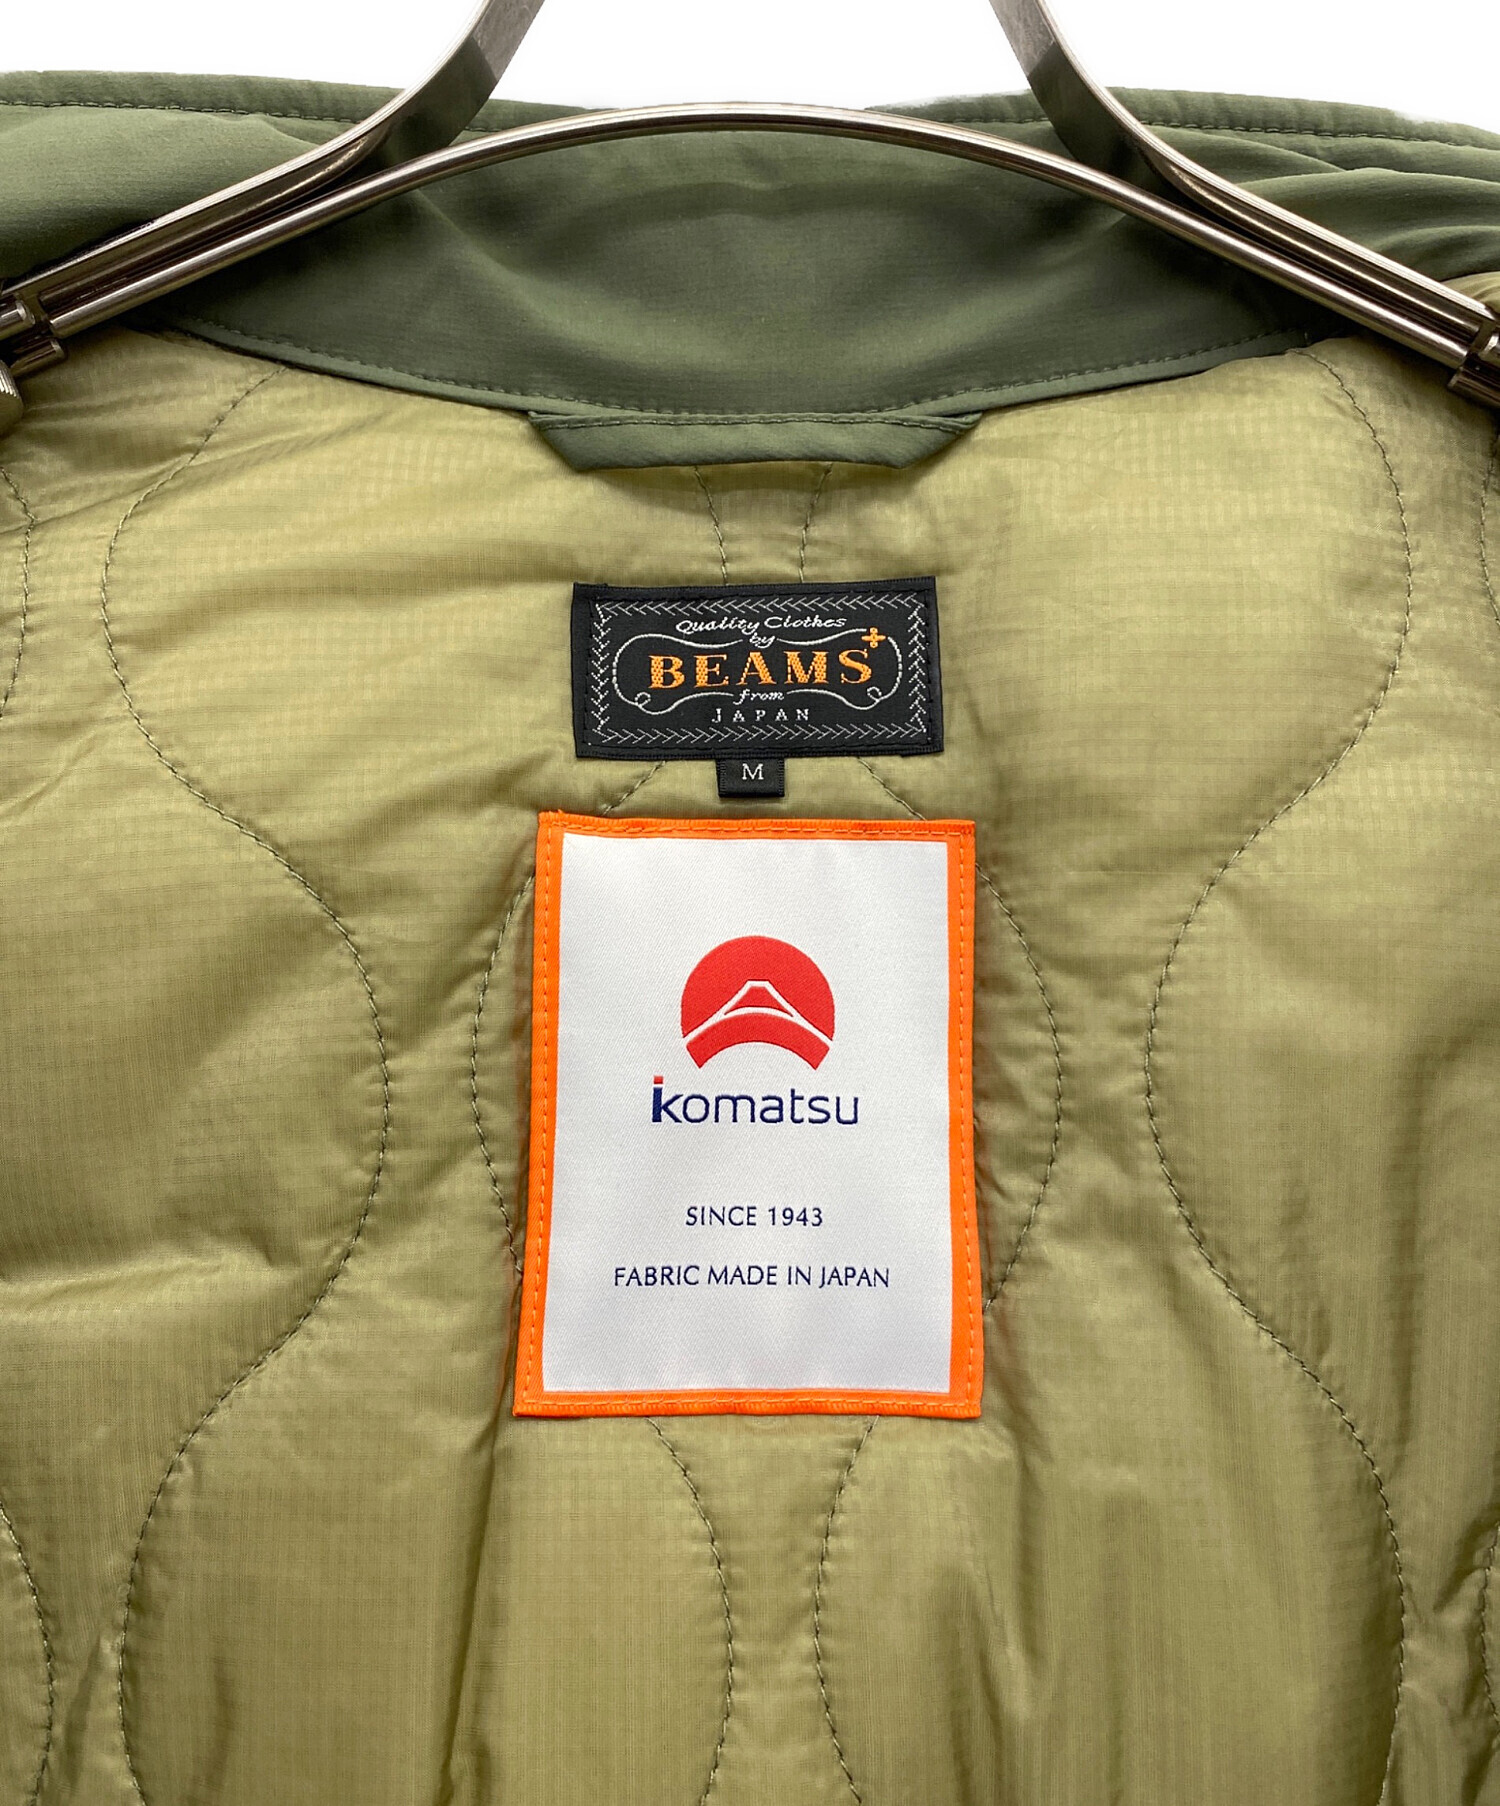 Quality Clothes
by
BEAMS+
from
JAPAN
M
komatsu
SINCE 1943
FABRIC MADE IN JAPAN